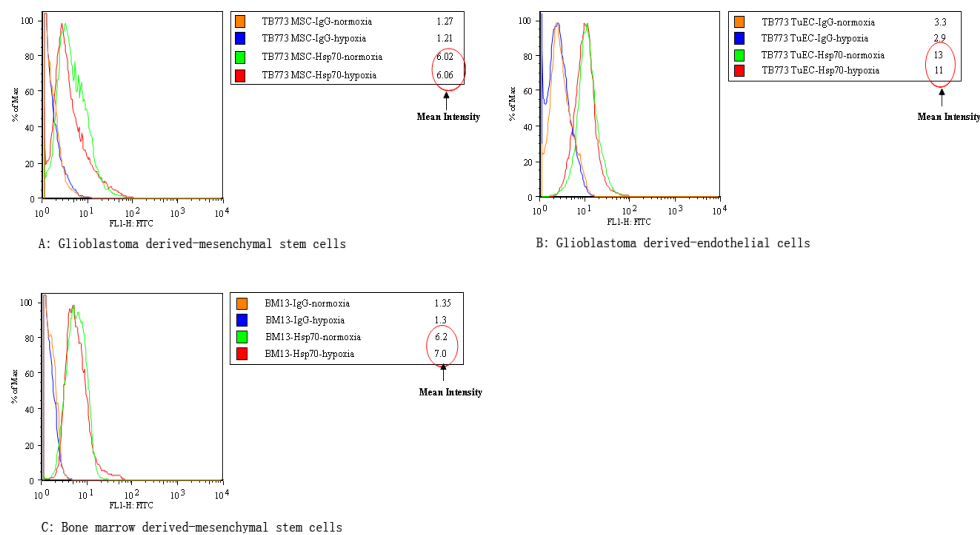 TB773 MSC-IgG-normoxia 1.27
TB773 MSC-IgG-hypoxia 1.21
TB773 MSC-Hsp70-normoxia 6.02
TB773 MSC-Hsp70-hypoxia 6.06
Mean Intensity
% of Max
100
80
60
40
20
0
10^0 10^1 10^2 10^3 10^4
FL1-H: FITC
A: Glioblastoma derived-mesenchymal stem cells
TB773 TuEC-IgG-normoxia 3.3
TB773 TuEC-IgG-hypoxia 2.9
TB773 TuEC-Hsp70-normoxia 13
TB773 TuEC-Hsp70-hypoxia 11
Mean Intensity
% of Max
100
80
60
40
20
0
10^0 10^1 10^2 10^3 10^4
FL1-H: FITC
B: Glioblastoma derived-endothelial cells
BM13-IgG-normoxia 1.35
BM13-IgG-hypoxia 1.3
BM13-Hsp70-normoxia 6.2
BM13-Hsp70-hypoxia 7.0
Mean Intensity
% of Max
100
80
60
40
20
0
10^0 10^1 10^2 10^3 10^4
FL1-H: FITC
C: Bone marrow derived-mesenchymal stem cells